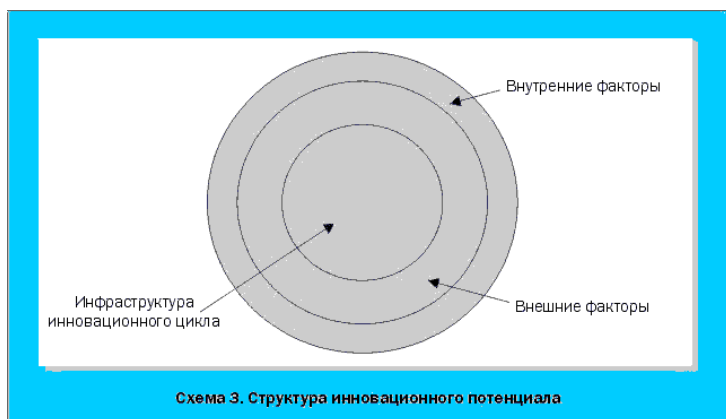 Внутренние факторы
Инфраструктура
инновационного цикла
Внешние факторы
Схема 3. Структура инновационного потенциала